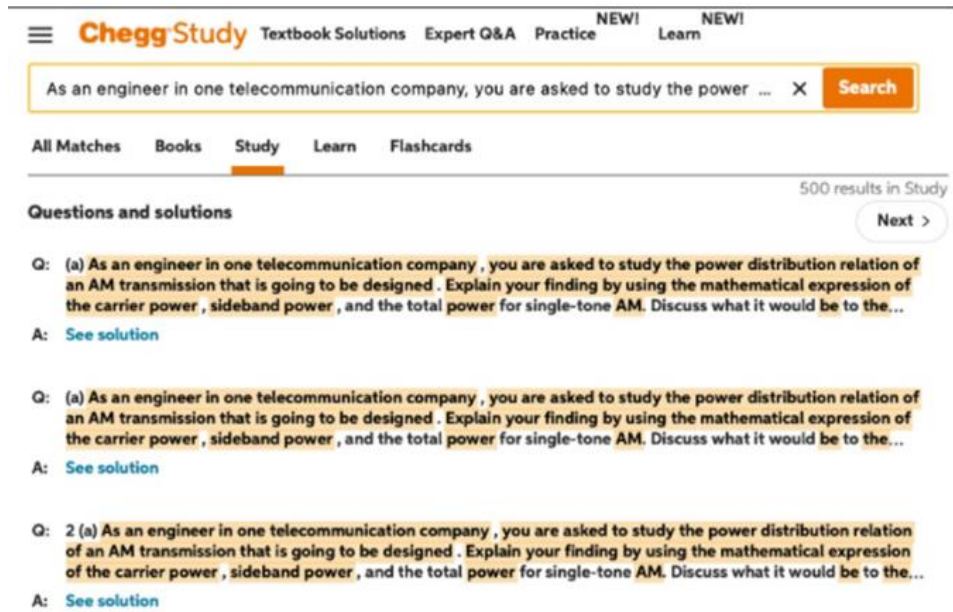 NEW! NEW!
☰ Chegg Study Textbook Solutions Expert Q&A Practice Learn
As an engineer in one telecommunication company, you are asked to study the power ... × Search
All Matches Books Study Learn Flashcards
500 results in Study
Questions and solutions
Next >
Q: (a) As an engineer in one telecommunication company , you are asked to study the power distribution relation of
an AM transmission that is going to be designed . Explain your finding by using the mathematical expression of
the carrier power , sideband power , and the total power for single-tone AM. Discuss what it would be to the...
A: See solution
Q: (a) As an engineer in one telecommunication company , you are asked to study the power distribution relation of
an AM transmission that is going to be designed . Explain your finding by using the mathematical expression of
the carrier power , sideband power , and the total power for single-tone AM. Discuss what it would be to the...
A: See solution
Q: 2 (a) As an engineer in one telecommunication company , you are asked to study the power distribution relation
of an AM transmission that is going to be designed . Explain your finding by using the mathematical expression
of the carrier power , sideband power , and the total power for single-tone AM. Discuss what it would be to the...
A: See solution